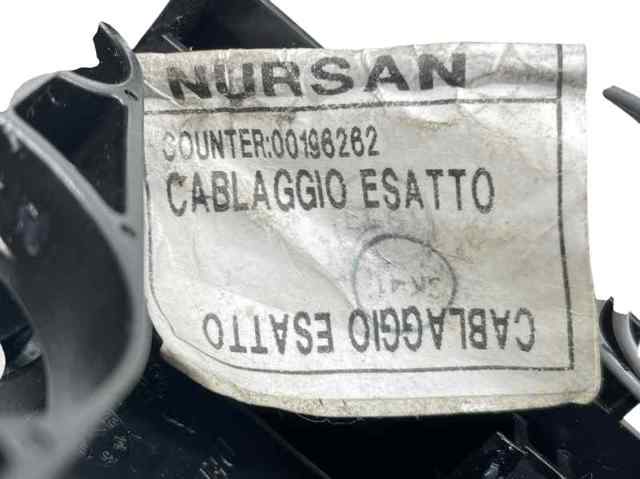 NURSAN
COUNTER:00196262
CABLAGGIO ESATTO
CABLAGGIO ESATTO